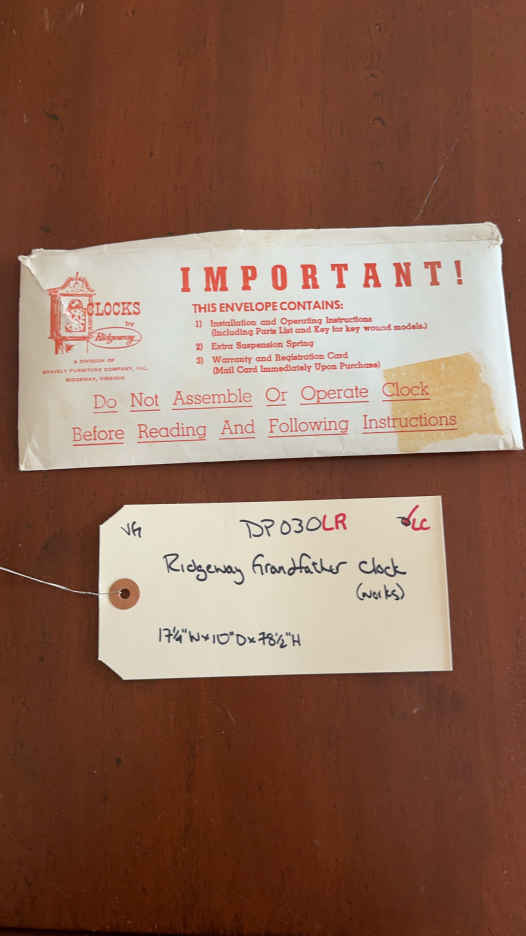 IMPORTANT!
CLOCKS
by
Ridgeway
A DIVISION OF
GRAVELY FURNITURE COMPANY, INC.
RIDGEWAY, VIRGINIA
THIS ENVELOPE CONTAINS:
1) Installation and Operating Instructions
(Including Parts List and Key for key wound models.)
2) Extra Suspension Spring
3) Warranty and Registration Card
(Mail Card Immediately Upon Purchase)
Do Not Assemble Or Operate Clock
Before Reading And Following Instructions
VG DP030LR LC
Ridgeway Grandfather Clock
(works)
17¼"W x 10"D x 78½"H